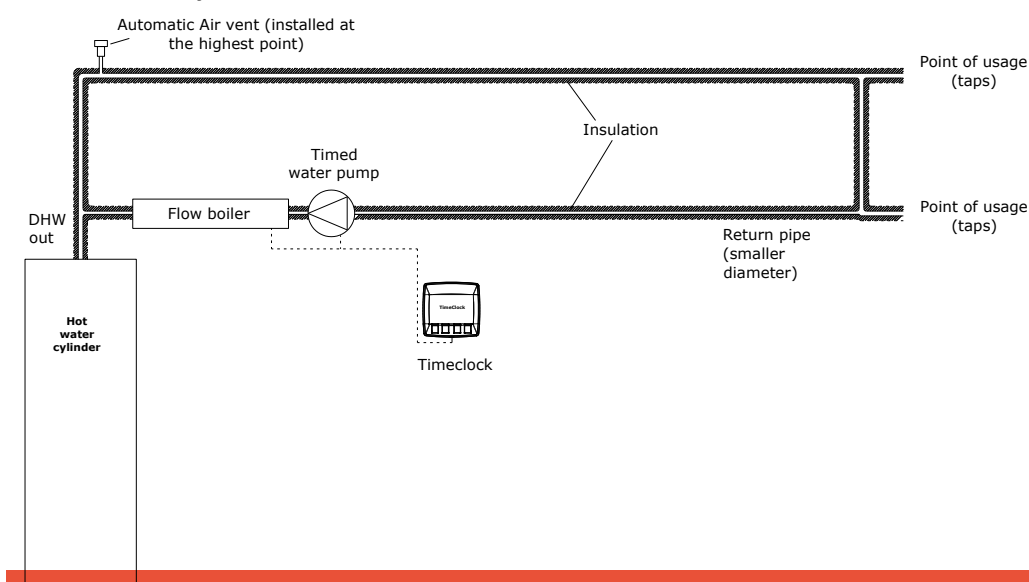 Automatic Air vent (installed at
the highest point)
Point of usage
(taps)
Insulation
Timed
water pump
Flow boiler
DHW
out
Point of usage
(taps)
Return pipe
(smaller
diameter)
TimeClock
Hot
water
cylinder
Timeclock